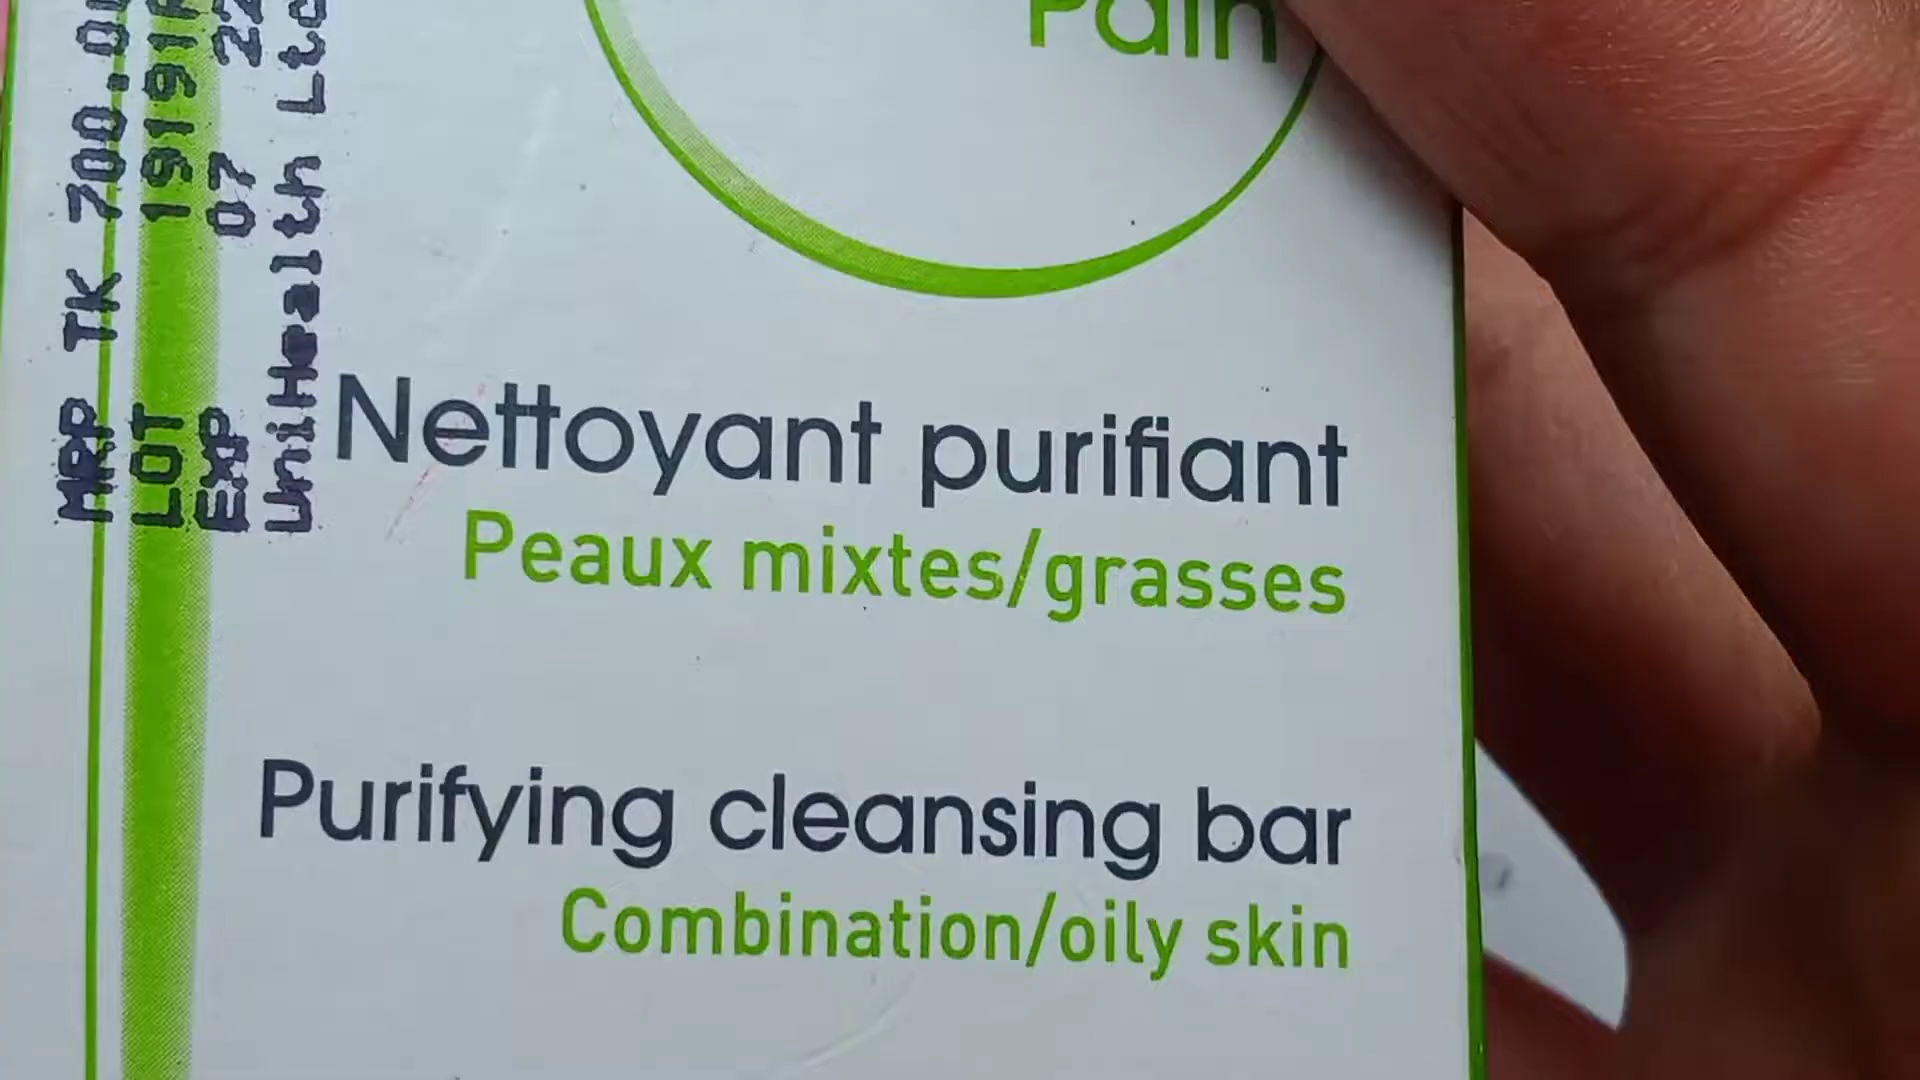 Pain
Nettoyant purifiant
Peaux mixtes/grasses
Purifying cleansing bar
Combination/oily skin
MRP TK 700.0
LOT 19191
EXP 07 22
UniHealth Ltd